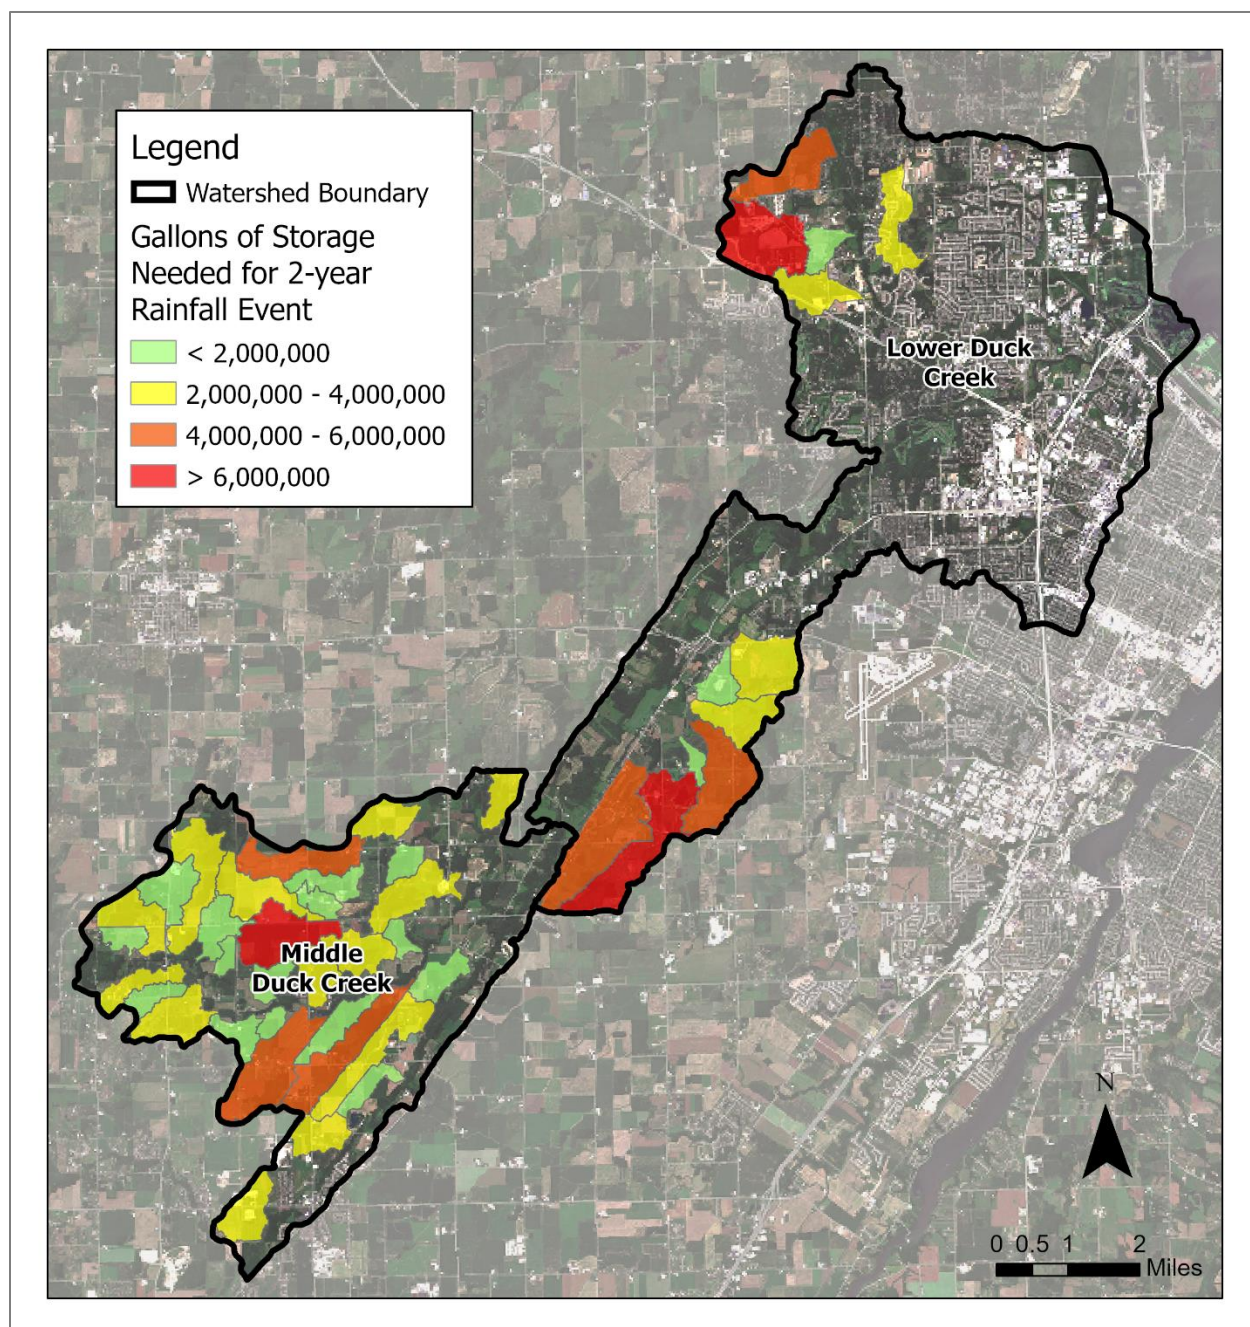 Legend
Watershed Boundary
Gallons of Storage
Needed for 2-year
Rainfall Event
< 2,000,000
2,000,000 - 4,000,000
4,000,000 - 6,000,000
> 6,000,000
Lower Duck
Creek
Middle
Duck Creek
N
0 0.5 1 2
Miles